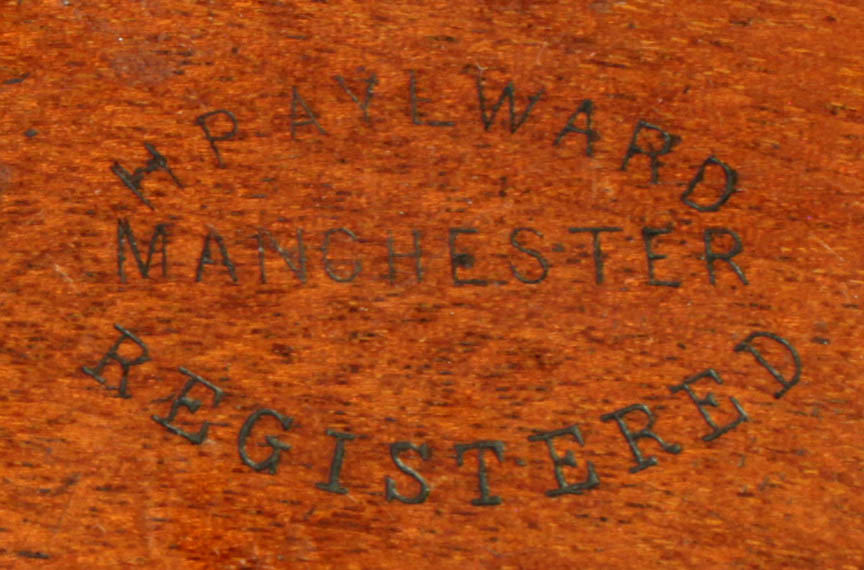 H P AYLWARD
MANCHESTER
REGISTERED